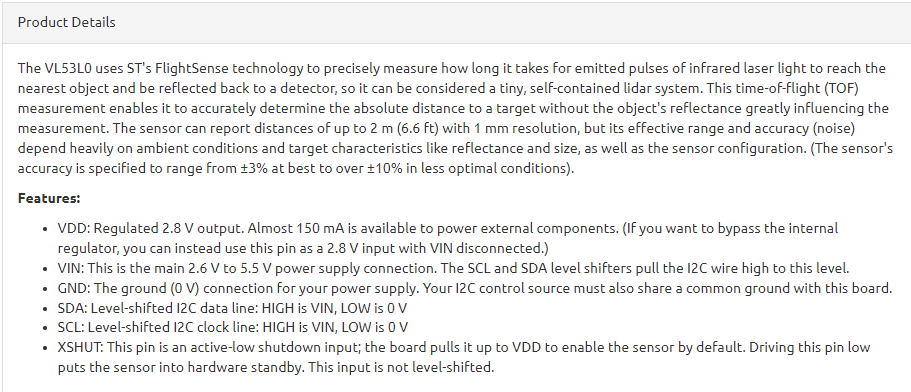 Product Details
The VL53L0 uses ST's FlightSense technology to precisely measure how long it takes for emitted pulses of infrared laser light to reach the
nearest object and be reflected back to a detector, so it can be considered a tiny, self-contained lidar system. This time-of-flight (TOF)
measurement enables it to accurately determine the absolute distance to a target without the object's reflectance greatly influencing the
measurement. The sensor can report distances of up to 2 m (6.6 ft) with 1 mm resolution, but its effective range and accuracy (noise)
depend heavily on ambient conditions and target characteristics like reflectance and size, as well as the sensor configuration. (The sensor's
accuracy is specified to range from ±3% at best to over ±10% in less optimal conditions).
Features:
• VDD: Regulated 2.8 V output. Almost 150 mA is available to power external components. (If you want to bypass the internal
regulator, you can instead use this pin as a 2.8 V input with VIN disconnected.)
• VIN: This is the main 2.6 V to 5.5 V power supply connection. The SCL and SDA level shifters pull the I2C wire high to this level.
• GND: The ground (0 V) connection for your power supply. Your I2C control source must also share a common ground with this board.
• SDA: Level-shifted I2C data line: HIGH is VIN, LOW is 0 V
• SCL: Level-shifted I2C clock line: HIGH is VIN, LOW is 0 V
• XSHUT: This pin is an active-low shutdown input; the board pulls it up to VDD to enable the sensor by default. Driving this pin low
puts the sensor into hardware standby. This input is not level-shifted.